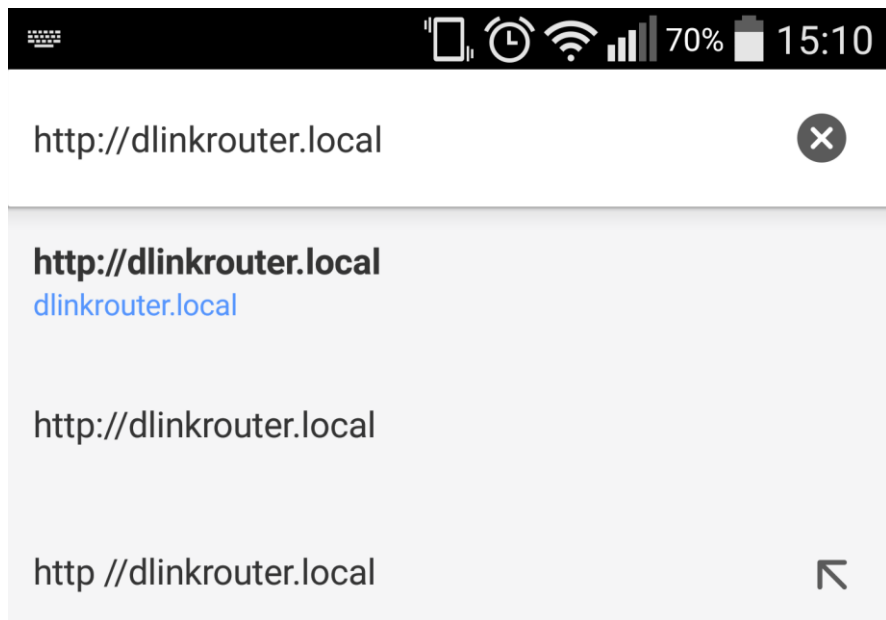 70% 15:10
http://dlinkrouter.local
http://dlinkrouter.local
dlinkrouter.local
http://dlinkrouter.local
http //dlinkrouter.local